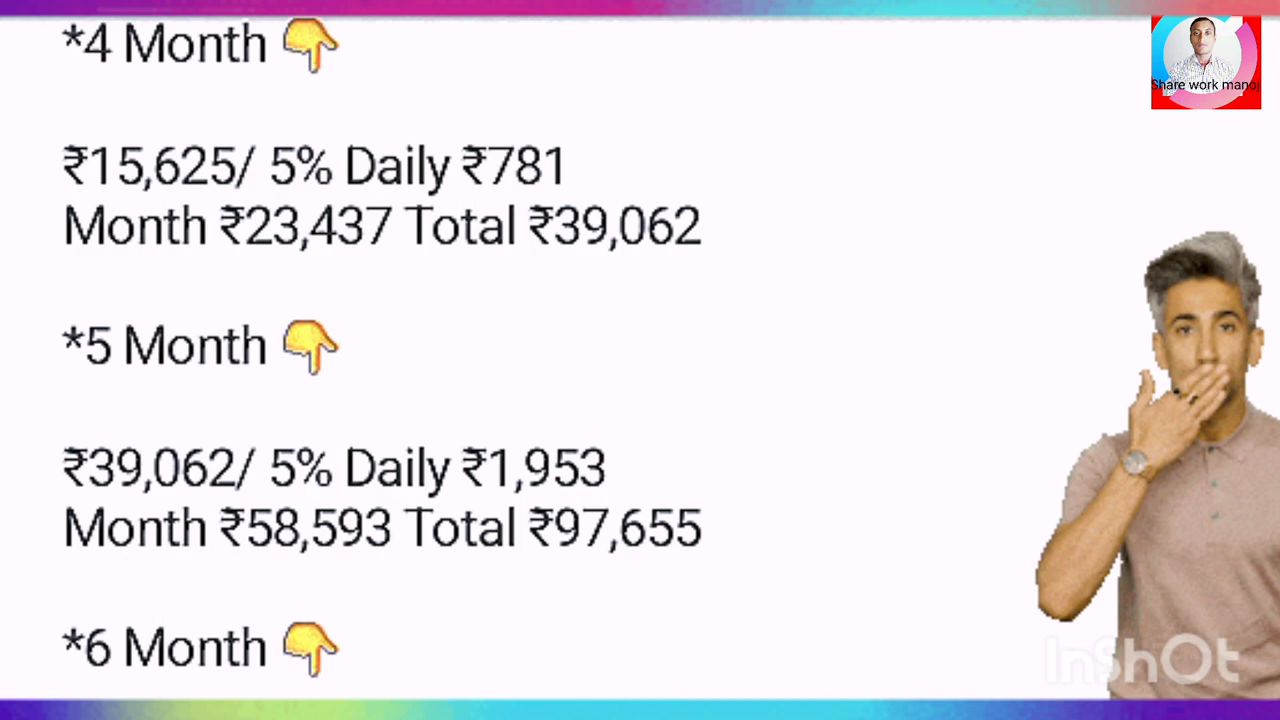 *4 Month 👇
Share work manoj
₹15,625/ 5% Daily ₹781
Month ₹23,437 Total ₹39,062
*5 Month 👇
₹39,062/ 5% Daily ₹1,953
Month ₹58,593 Total ₹97,655
*6 Month 👇
InShOt